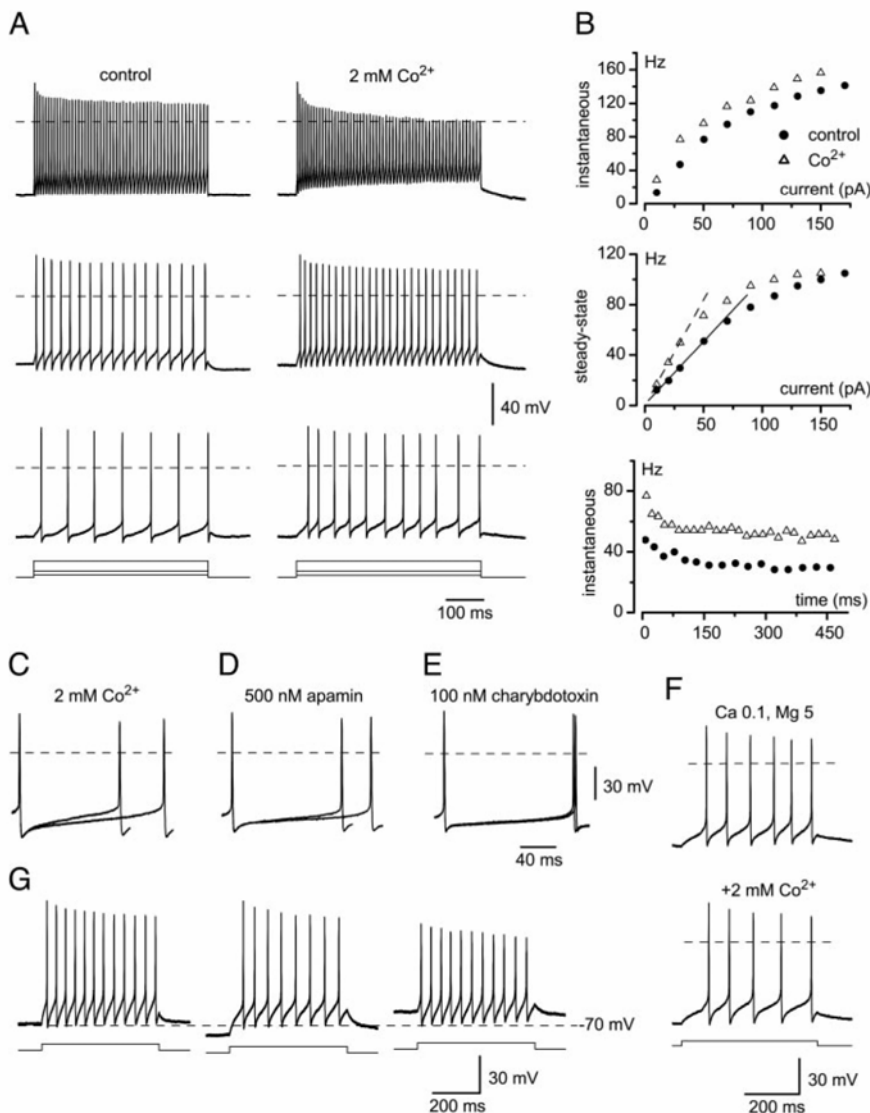 A
control
2 mM Co2+
40 mV
100 ms
B
Hz
160
120
80
40
0
instantaneous
control
Co2+
current (pA)
0 50 100 150
Hz
120
80
40
0
steady-state
current (pA)
0 50 100 150
Hz
80
40
0
instantaneous
time (ms)
0 150 300 450
C
2 mM Co2+
D
500 nM apamin
E
100 nM charybdotoxin
30 mV
40 ms
F
Ca 0.1, Mg 5
+2 mM Co2+
30 mV
200 ms
G
-70 mV
30 mV
200 ms